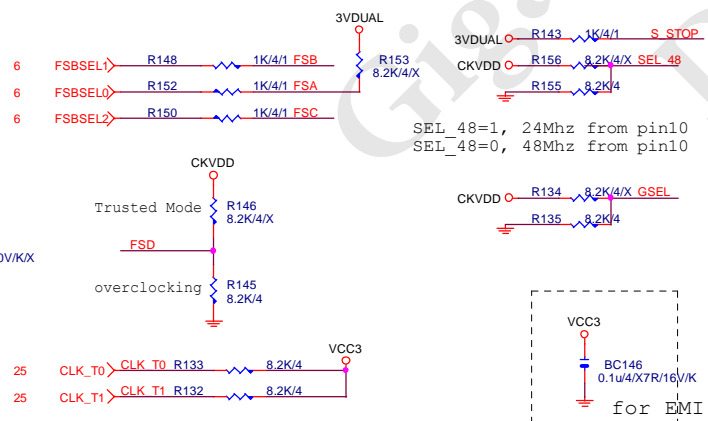 3VDUAL
6 FSBSEL1 R148 1K/4/1 FSB
R153
8.2K/4/X
6 FSBSEL0 R152 1K/4/1 FSA
6 FSBSEL2 R150 1K/4/1 FSC
3VDUAL R143 1K/4/1 S_STOP
CKVDD R156 8.2K/4/X SEL_48
R155 8.2K/4
SEL_48=1, 24Mhz from pin10
SEL_48=0, 48Mhz from pin10
CKVDD
Trusted Mode R146
8.2K/4/X
FSD
overclocking R145
8.2K/4
CKVDD R134 8.2K/4/X GSEL
R135 8.2K/4
0V/K/X
VCC3
25 CLK_T0 CLK_T0 R133 8.2K/4
25 CLK_T1 CLK_T1 R132 8.2K/4
VCC3
BC146
0.1u/4/X7R/16V/K
for EMI